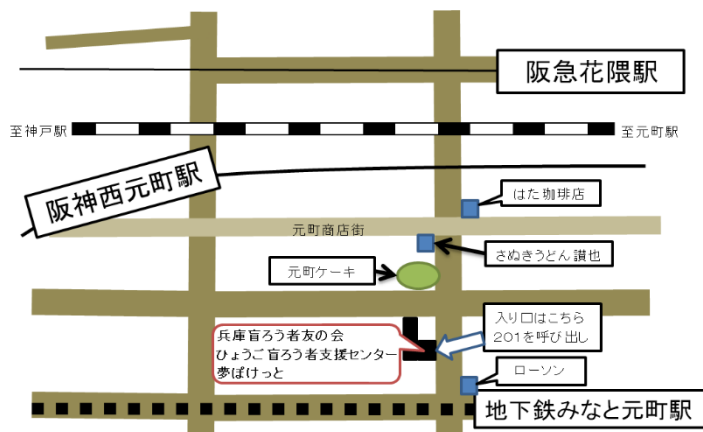 阪急花隈駅
至神戸駅
至元町駅
阪神西元町駅
はた珈琲店
元町商店街
さぬきうどん 讃也
元町ケーキ
入り口はこちら
201を呼び出し
兵庫盲ろう者友の会
ひょうご盲ろう者支援センター
夢ぽけっと
ローソン
地下鉄みなと元町駅